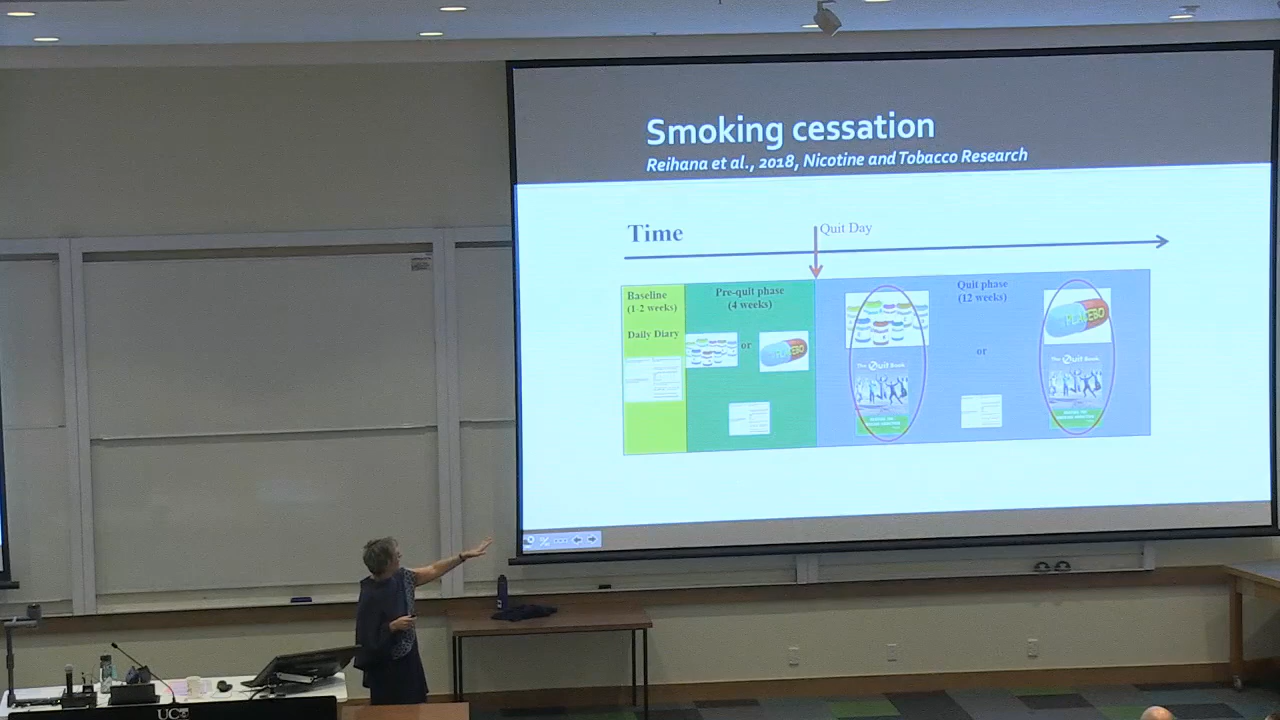 Smoking cessation
Reihana et al., 2018, Nicotine and Tobacco Research
Time
Quit Day
Baseline
(1-2 weeks)
Daily Diary
Pre-quit phase
(4 weeks)
or
PLACEBO
Quit phase
(12 weeks)
The Quit Book
or
PLACEBO
The Quit Book
UC